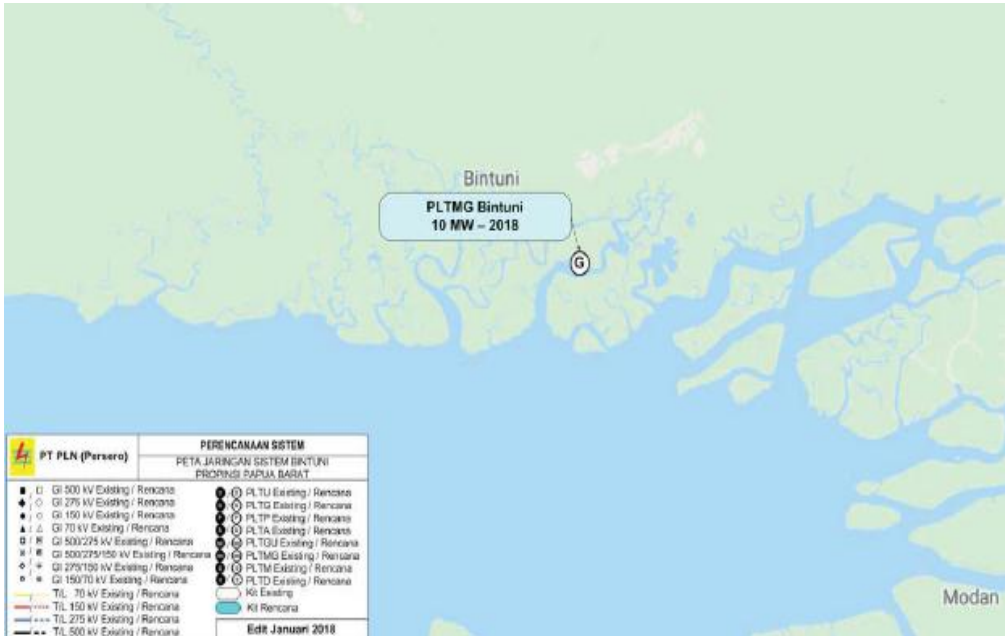 Bintuni
PLTMG Bintuni
10 MW – 2018
G
Modan
PT PLN (Persero)
PERENCANAAN SISTEM
PETA JARINGAN SISTEM BINTUNI
PROPINSI PAPUA BARAT
GI 500 kV Existing / Rencana
GI 275 kV Existing / Rencana
GI 150 kV Existing / Rencana
GI 70 kV Existing / Rencana
GI 500/275 kV Existing / Rencana
GI 500/275/150 kV Existing / Rencana
GI 275/150 kV Existing / Rencana
GI 150/70 kV Existing / Rencana
T/L 70 kV Existing / Rencana
T/L 150 kV Existing / Rencana
T/L 275 kV Existing / Rencana
T/L 500 kV Existing / Rencana
PLTU Existing / Rencana
PLTG Existing / Rencana
PLTP Existing / Rencana
PLTA Existing / Rencana
PLTGU Existing / Rencana
PLTMG Existing / Rencana
PLTM Existing / Rencana
PLTD Existing / Rencana
Kit Existing
Kit Rencana
Edit Januari 2018